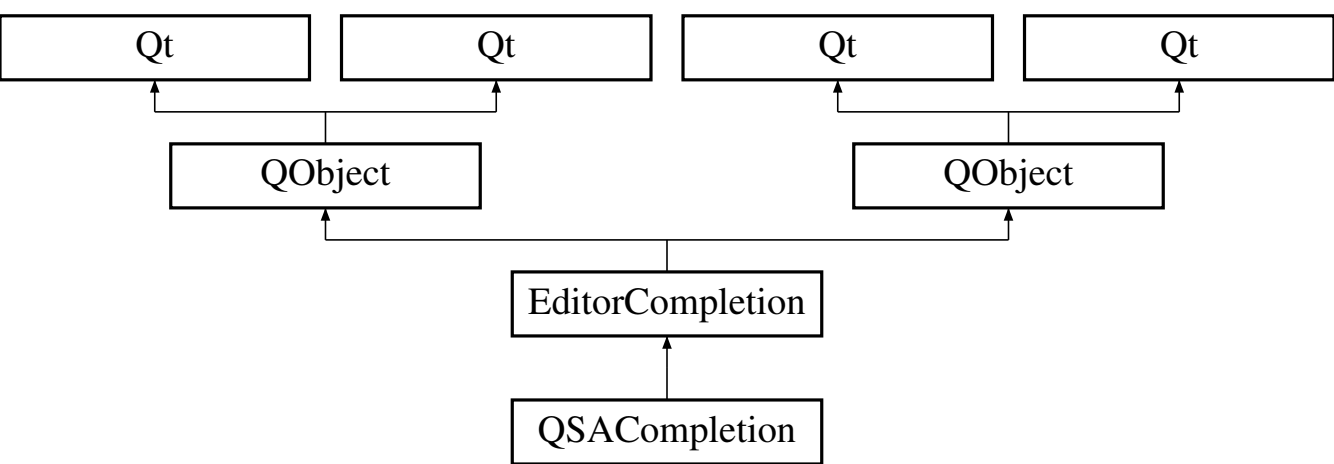 Qt
Qt
Qt
Qt
QObject
QObject
EditorCompletion
QSACompletion